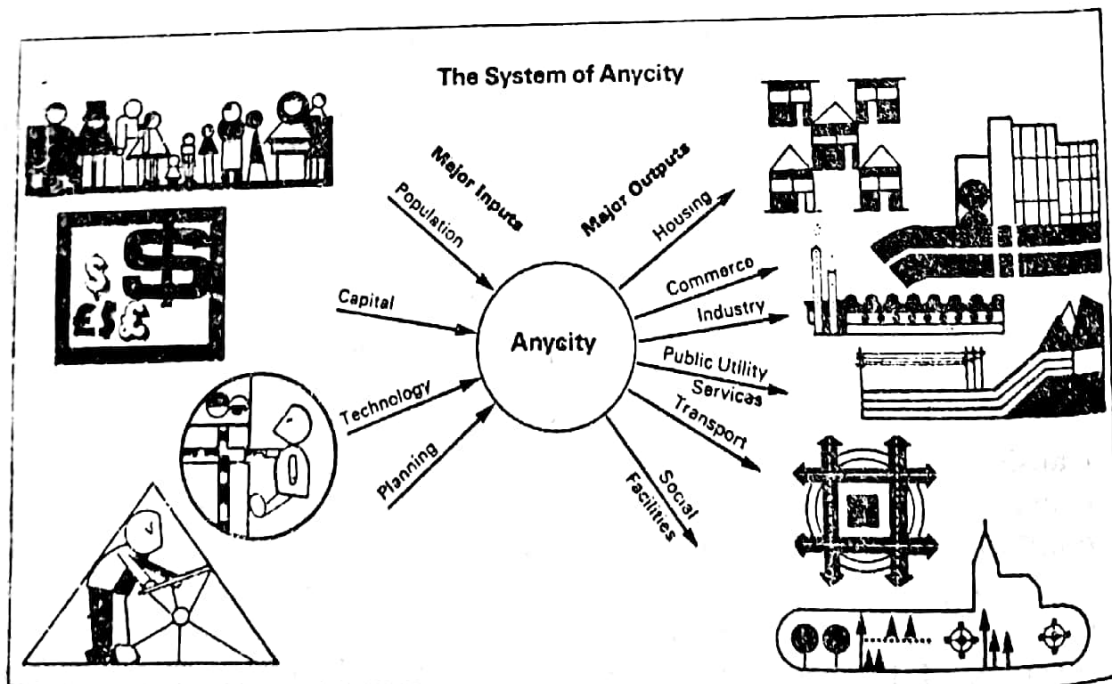 The System of Anycity
Major Inputs
Major Outputs
Population
Capital
Technology
Planning
Anycity
Housing
Commerce
Industry
Public Utility
Services
Transport
Social
Facilities
$ $
£$£